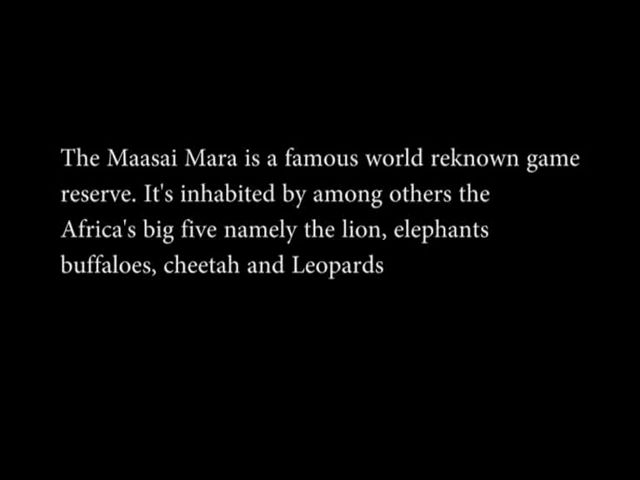 The Maasai Mara is a famous world reknown game
reserve. It's inhabited by among others the
Africa's big five namely the lion, elephants
buffaloes, cheetah and Leopards